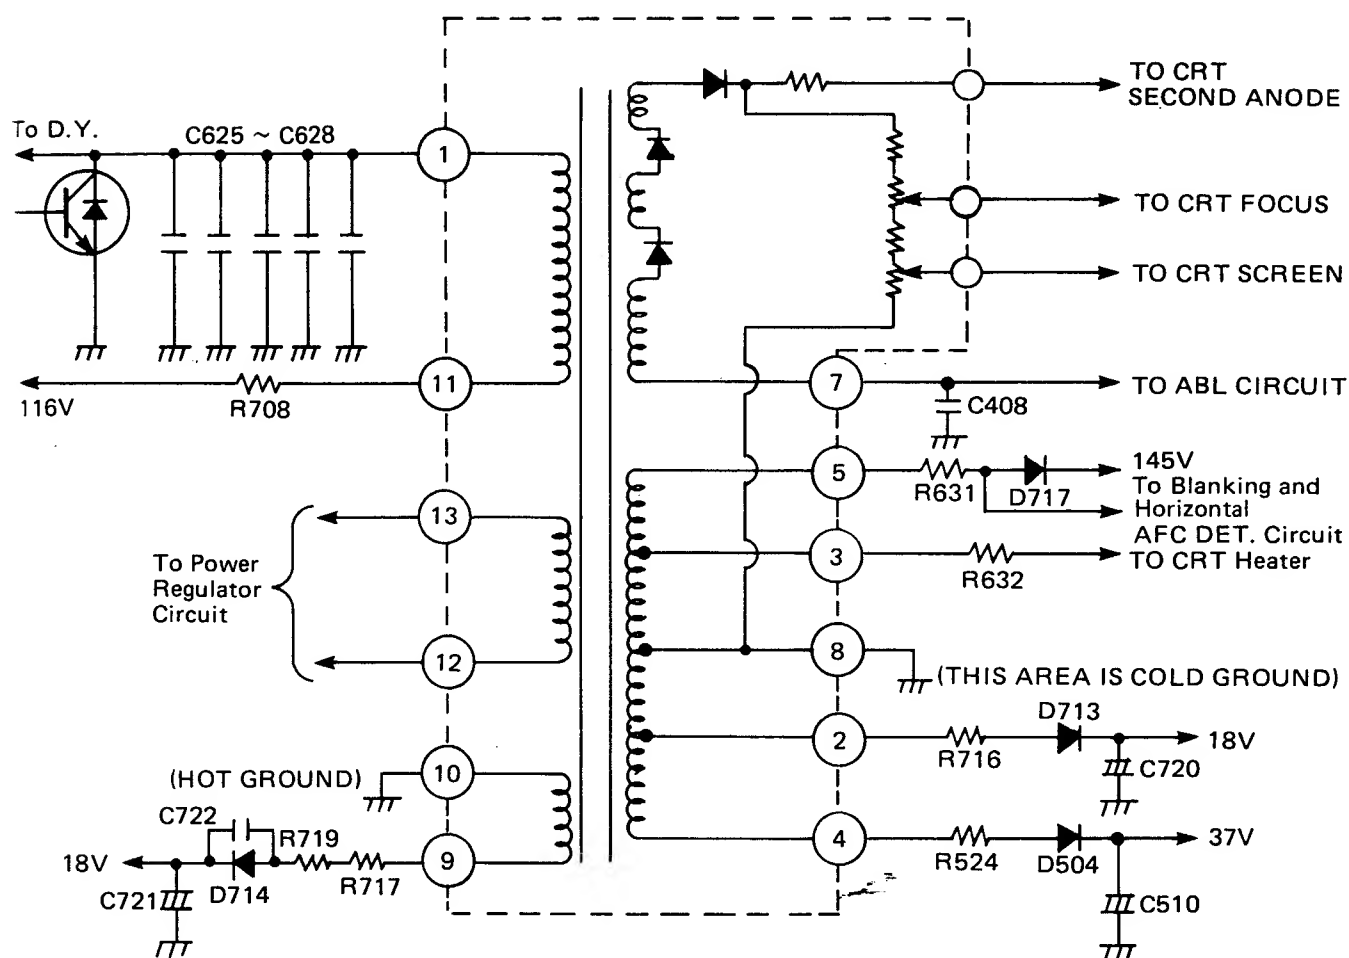 TO CRT
SECOND ANODE
To D.Y.
C625 ~ C628
1
TO CRT FOCUS
TO CRT SCREEN
11
116V
R708
7
TO ABL CIRCUIT
C408
5
145V
R631
D717
To Blanking and
Horizontal
AFC DET. Circuit
13
3
TO CRT Heater
R632
To Power
Regulator
Circuit
12
8
(THIS AREA IS COLD GROUND)
D713
2
18V
R716
C720
10
(HOT GROUND)
C722
R719
18V
9
4
37V
R717
D714
C721
R524
D504
C510